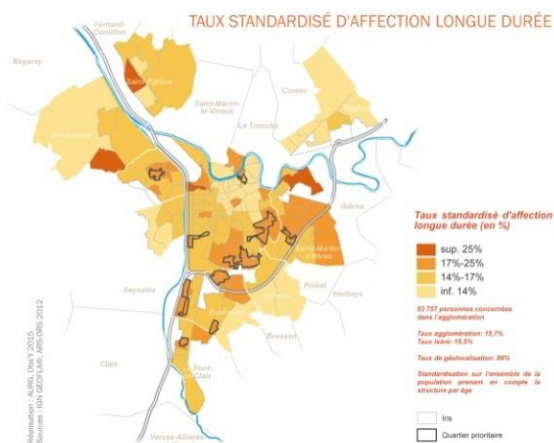 TAUX STANDARDISÉ D'AFFECTION LONGUE DURÉE
Fontanil-
Cornillon
Noyarey
Saint-Egrève
Saint-Martin
le-Vinoux
Corenc
La Tronche
Meylan
Sassenage
Gières
Saint-Martin-
d'Hères
Poisat
Herbeys
Eybens
Seyssins
Echirolles
Bresson
Claix
Le Pont-
de-Claix
Varces-Allières-
Taux standardisé d'affection
longue durée (en %)
sup. 25%
17%-25%
14%-17%
inf. 14%
53 757 personnes concernées
dans l'agglomération
Taux agglomération: 15,7%
Taux Isère: 15,5%
Taux de géolocalisation: 88%
Standardisation sur l'ensemble de la
population prenant en compte la
structure par âge
Iris
Quartier prioritaire
Réalisation : AURG, Obs'Y 2015
Sources : IGN GEOFLA®, ARS-ORS 2012